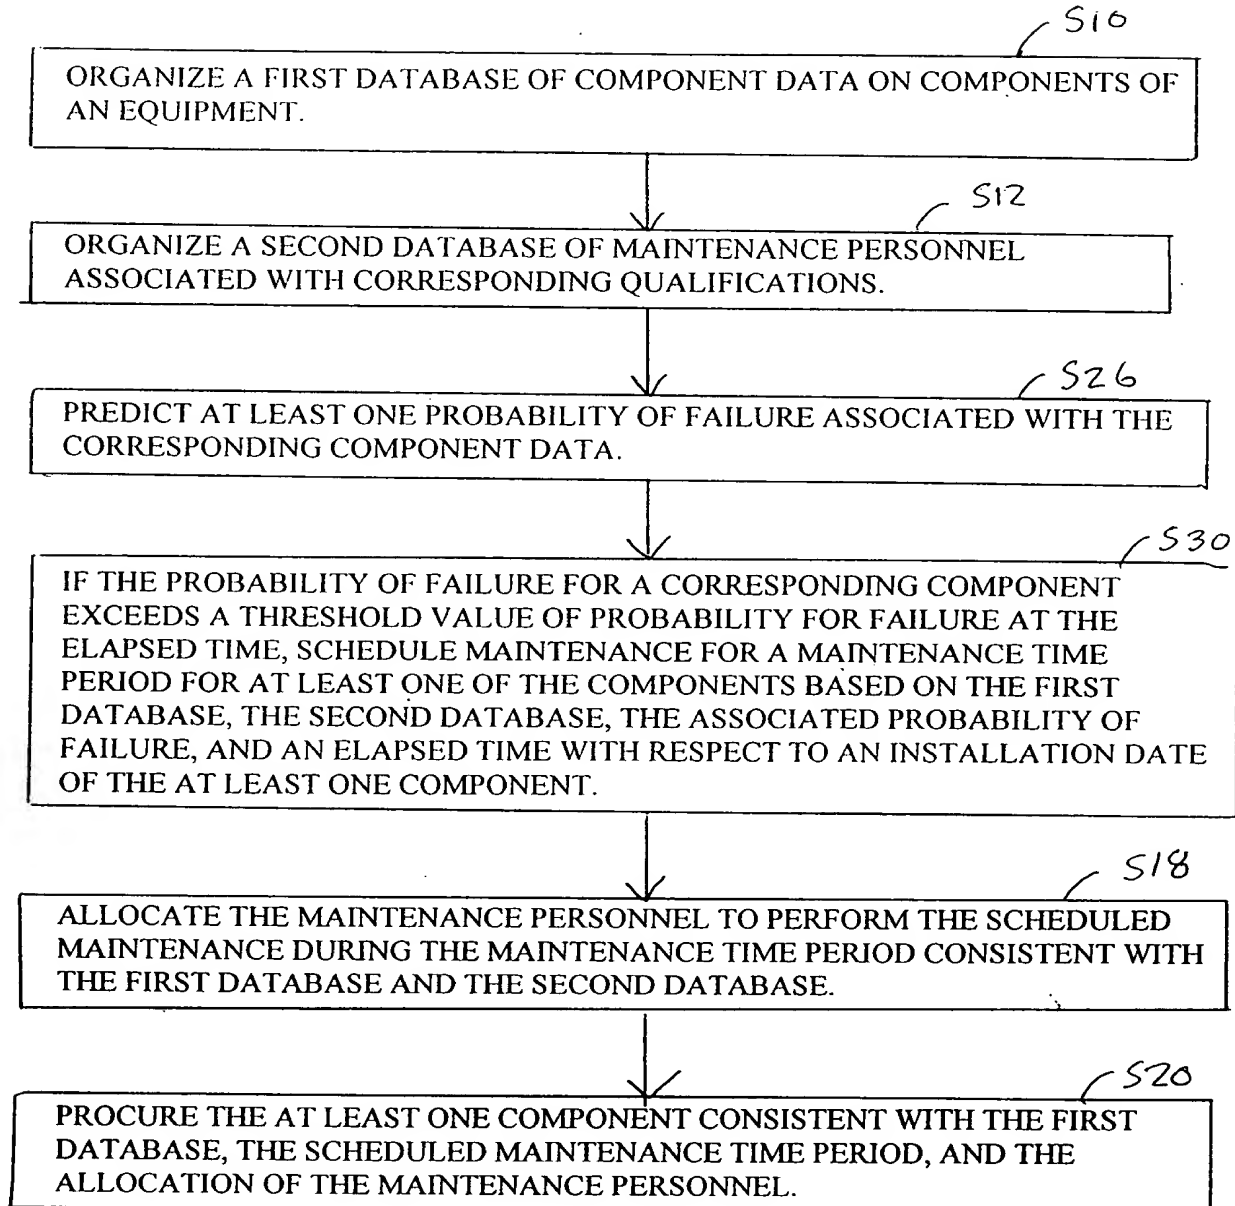 S10
ORGANIZE A FIRST DATABASE OF COMPONENT DATA ON COMPONENTS OF
AN EQUIPMENT.
S12
ORGANIZE A SECOND DATABASE OF MAINTENANCE PERSONNEL
ASSOCIATED WITH CORRESPONDING QUALIFICATIONS.
S26
PREDICT AT LEAST ONE PROBABILITY OF FAILURE ASSOCIATED WITH THE
CORRESPONDING COMPONENT DATA.
S30
IF THE PROBABILITY OF FAILURE FOR A CORRESPONDING COMPONENT
EXCEEDS A THRESHOLD VALUE OF PROBABILITY FOR FAILURE AT THE
ELAPSED TIME, SCHEDULE MAINTENANCE FOR A MAINTENANCE TIME
PERIOD FOR AT LEAST ONE OF THE COMPONENTS BASED ON THE FIRST
DATABASE, THE SECOND DATABASE, THE ASSOCIATED PROBABILITY OF
FAILURE, AND AN ELAPSED TIME WITH RESPECT TO AN INSTALLATION DATE
OF THE AT LEAST ONE COMPONENT.
S18
ALLOCATE THE MAINTENANCE PERSONNEL TO PERFORM THE SCHEDULED
MAINTENANCE DURING THE MAINTENANCE TIME PERIOD CONSISTENT WITH
THE FIRST DATABASE AND THE SECOND DATABASE.
S20
PROCURE THE AT LEAST ONE COMPONENT CONSISTENT WITH THE FIRST
DATABASE, THE SCHEDULED MAINTENANCE TIME PERIOD, AND THE
ALLOCATION OF THE MAINTENANCE PERSONNEL.